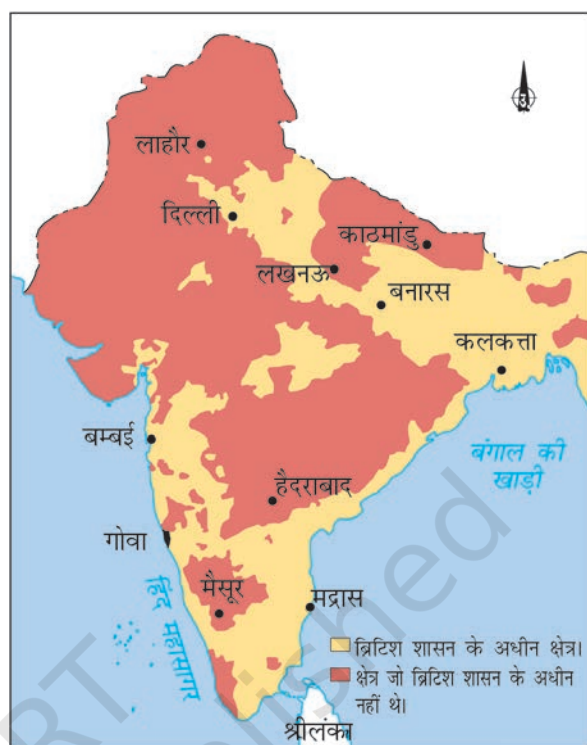 उ
लाहौर
दिल्ली
काठमांडु
लखनऊ
बनारस
कलकत्ता
बम्बई
बंगाल की
खाड़ी
हैदराबाद
गोवा
मैसूर
मद्रास
हिंद महासागर
ब्रिटिश शासन के अधीन क्षेत्र।
क्षेत्र जो ब्रिटिश शासन के अधीन
नहीं थे।
श्रीलंका